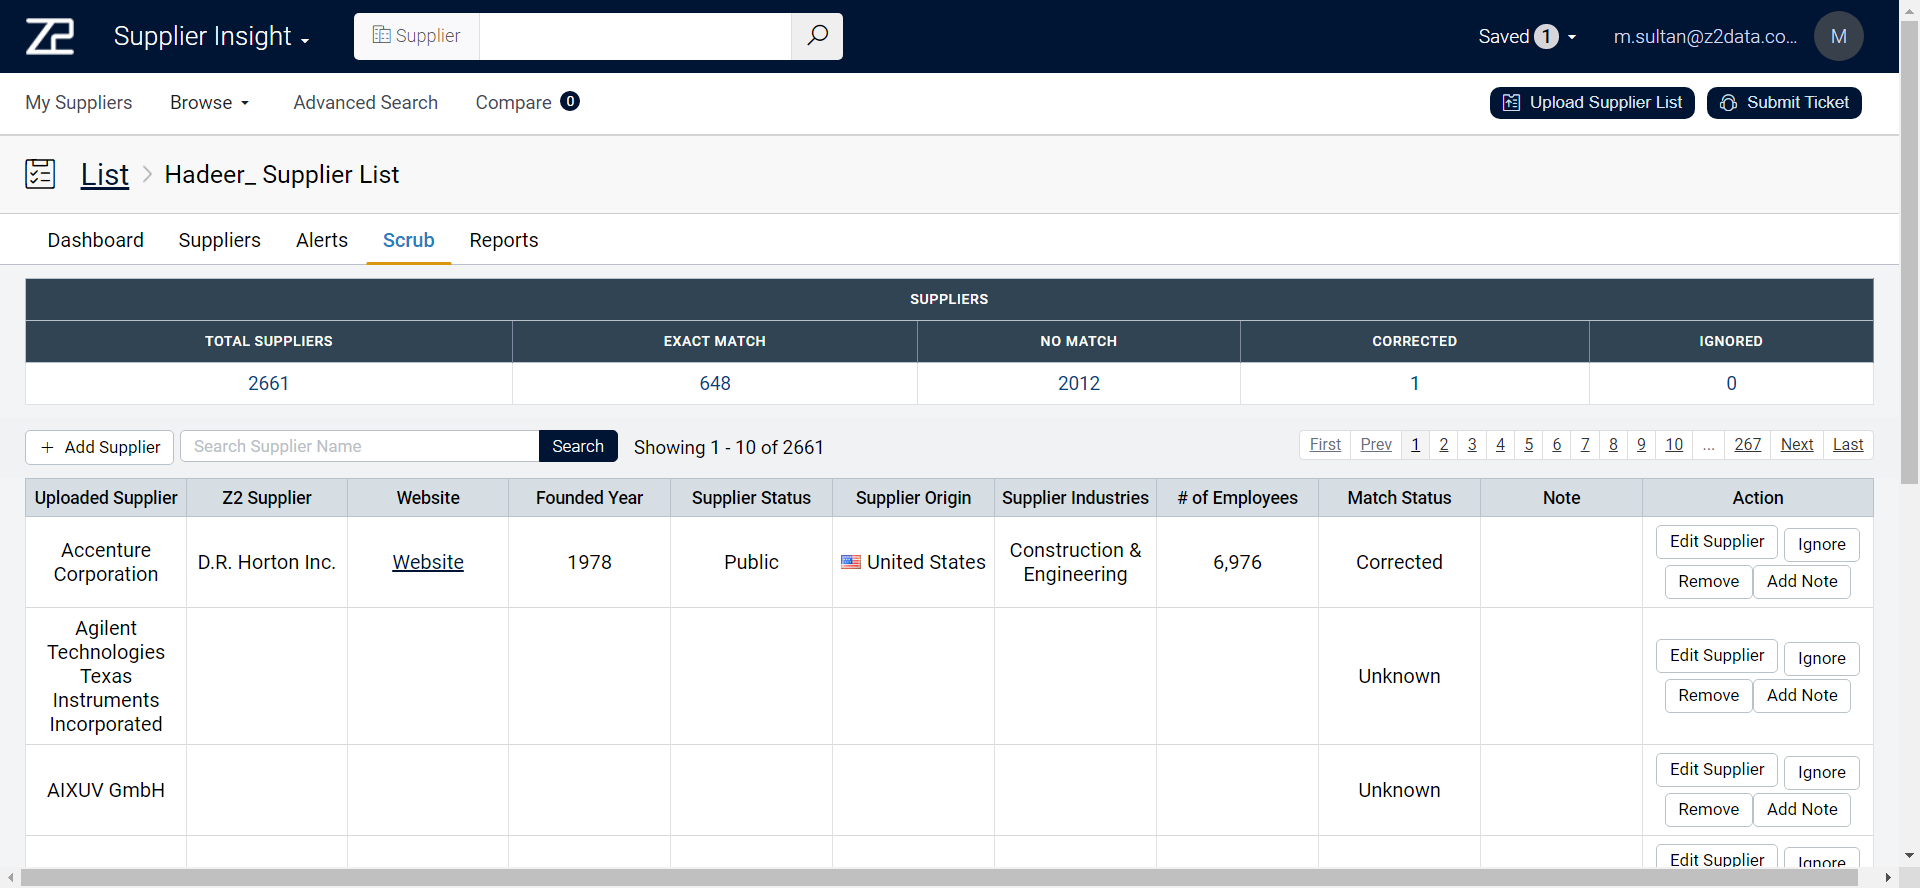 Z2 Supplier Insight Supplier Saved 1 m.sultan@z2data.co... M
My Suppliers Browse Advanced Search Compare 0 Upload Supplier List Submit Ticket
List > Hadeer_ Supplier List
Dashboard Suppliers Alerts Scrub Reports
SUPPLIERS
TOTAL SUPPLIERS EXACT MATCH NO MATCH CORRECTED IGNORED
2661 648 2012 1 0
+ Add Supplier Search Supplier Name Search Showing 1 - 10 of 2661 First Prev 1 2 3 4 5 6 7 8 9 10 ... 267 Next Last
Uploaded Supplier Z2 Supplier Website Founded Year Supplier Status Supplier Origin Supplier Industries # of Employees Match Status Note Action
Accenture
Corporation
D.R. Horton Inc. Website 1978 Public United States
Construction &
Engineering
6,976 Corrected
Edit Supplier Ignore
Remove Add Note
Agilent
Technologies
Texas
Instruments
Incorporated
Unknown
Edit Supplier Ignore
Remove Add Note
AIXUV GmbH Unknown
Edit Supplier Ignore
Remove Add Note
Edit Supplier Ignore